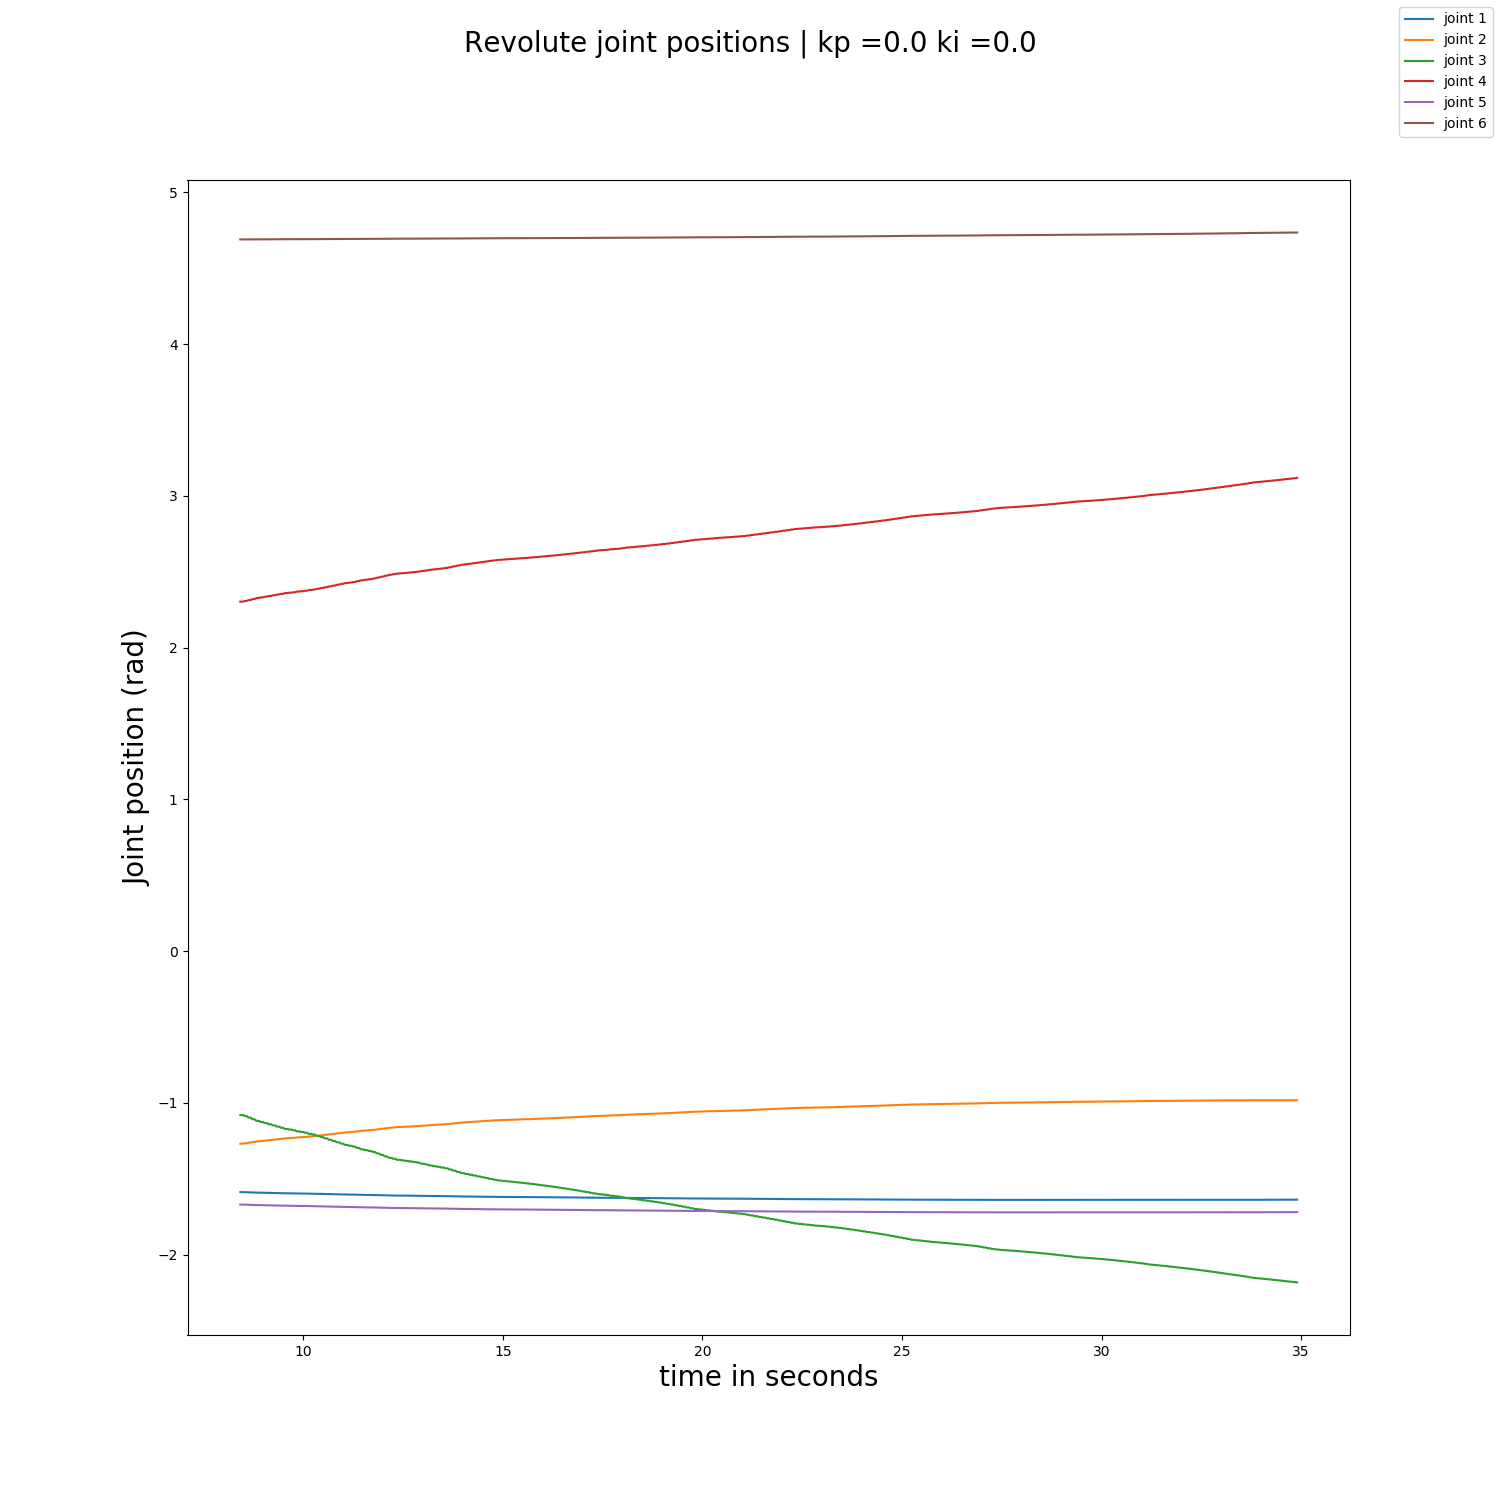 Revolute joint positions | kp =0.0 ki =0.0
joint 1
joint 2
joint 3
joint 4
joint 5
joint 6
Joint position (rad)
5
4
3
2
1
0
−1
−2
10 15 20 25 30 35
time in seconds